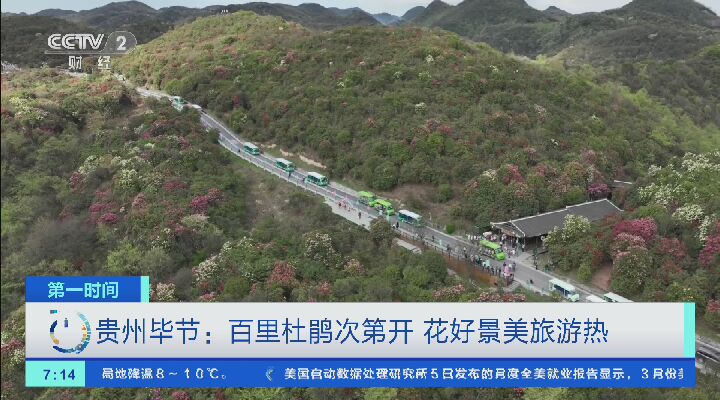 CCTV 2
财 经
第一时间
贵州毕节：百里杜鹃次第开 花好景美旅游热
7:14 局地降温8～10℃。 美国自动数据处理研究所5日发布的月度全美就业报告显示，3月份美